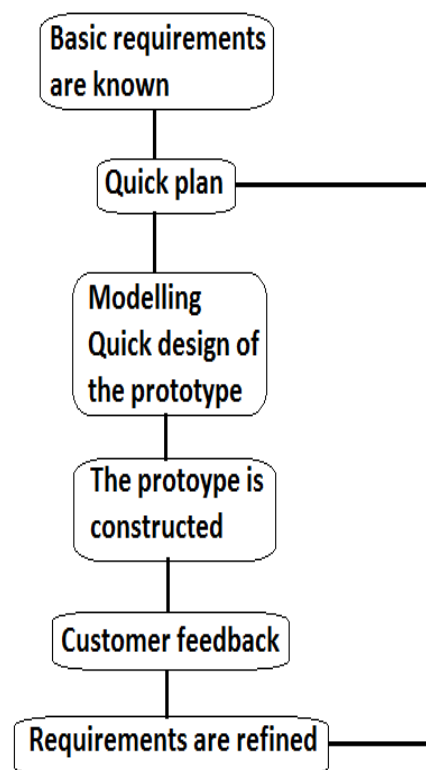 Basic requirements
are known
Quick plan
Modelling
Quick design of
the prototype
The protoype is
constructed
Customer feedback
Requirements are refined